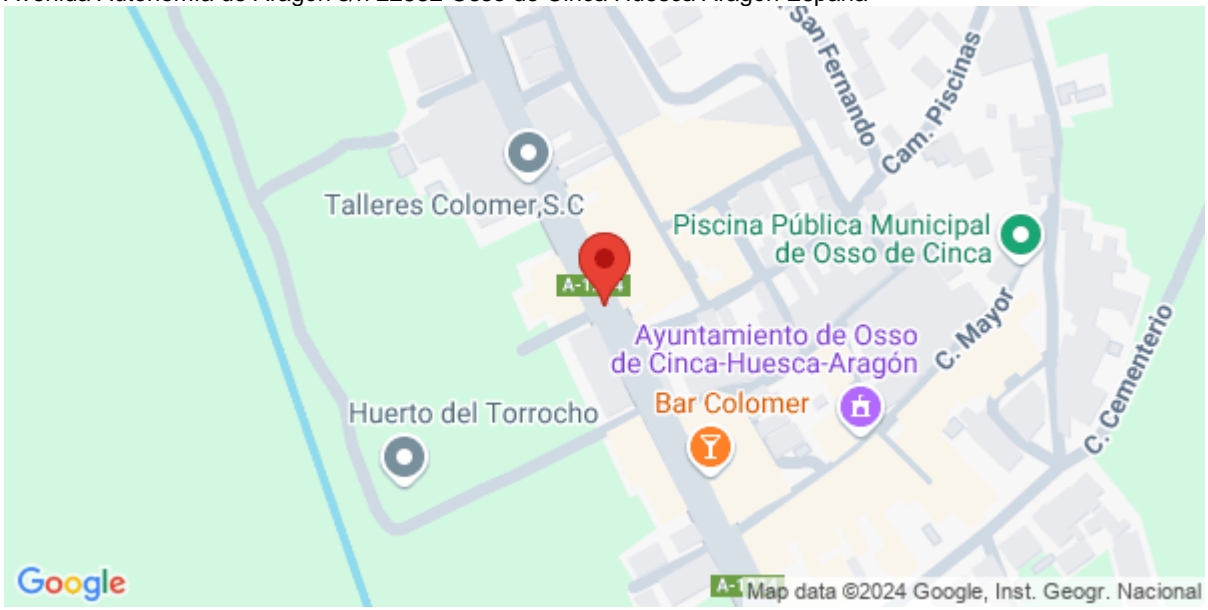 San Fernando
Cam. Piscinas
Talleres Colomer,S.C
Piscina Pública Municipal
de Osso de Cinca
Ayuntamiento de Osso
de Cinca-Huesca-Aragón
C. Mayor
C. Cementerio
Bar Colomer
Huerto del Torrocho
Google
Map data ©2024 Google, Inst. Geogr. Nacional